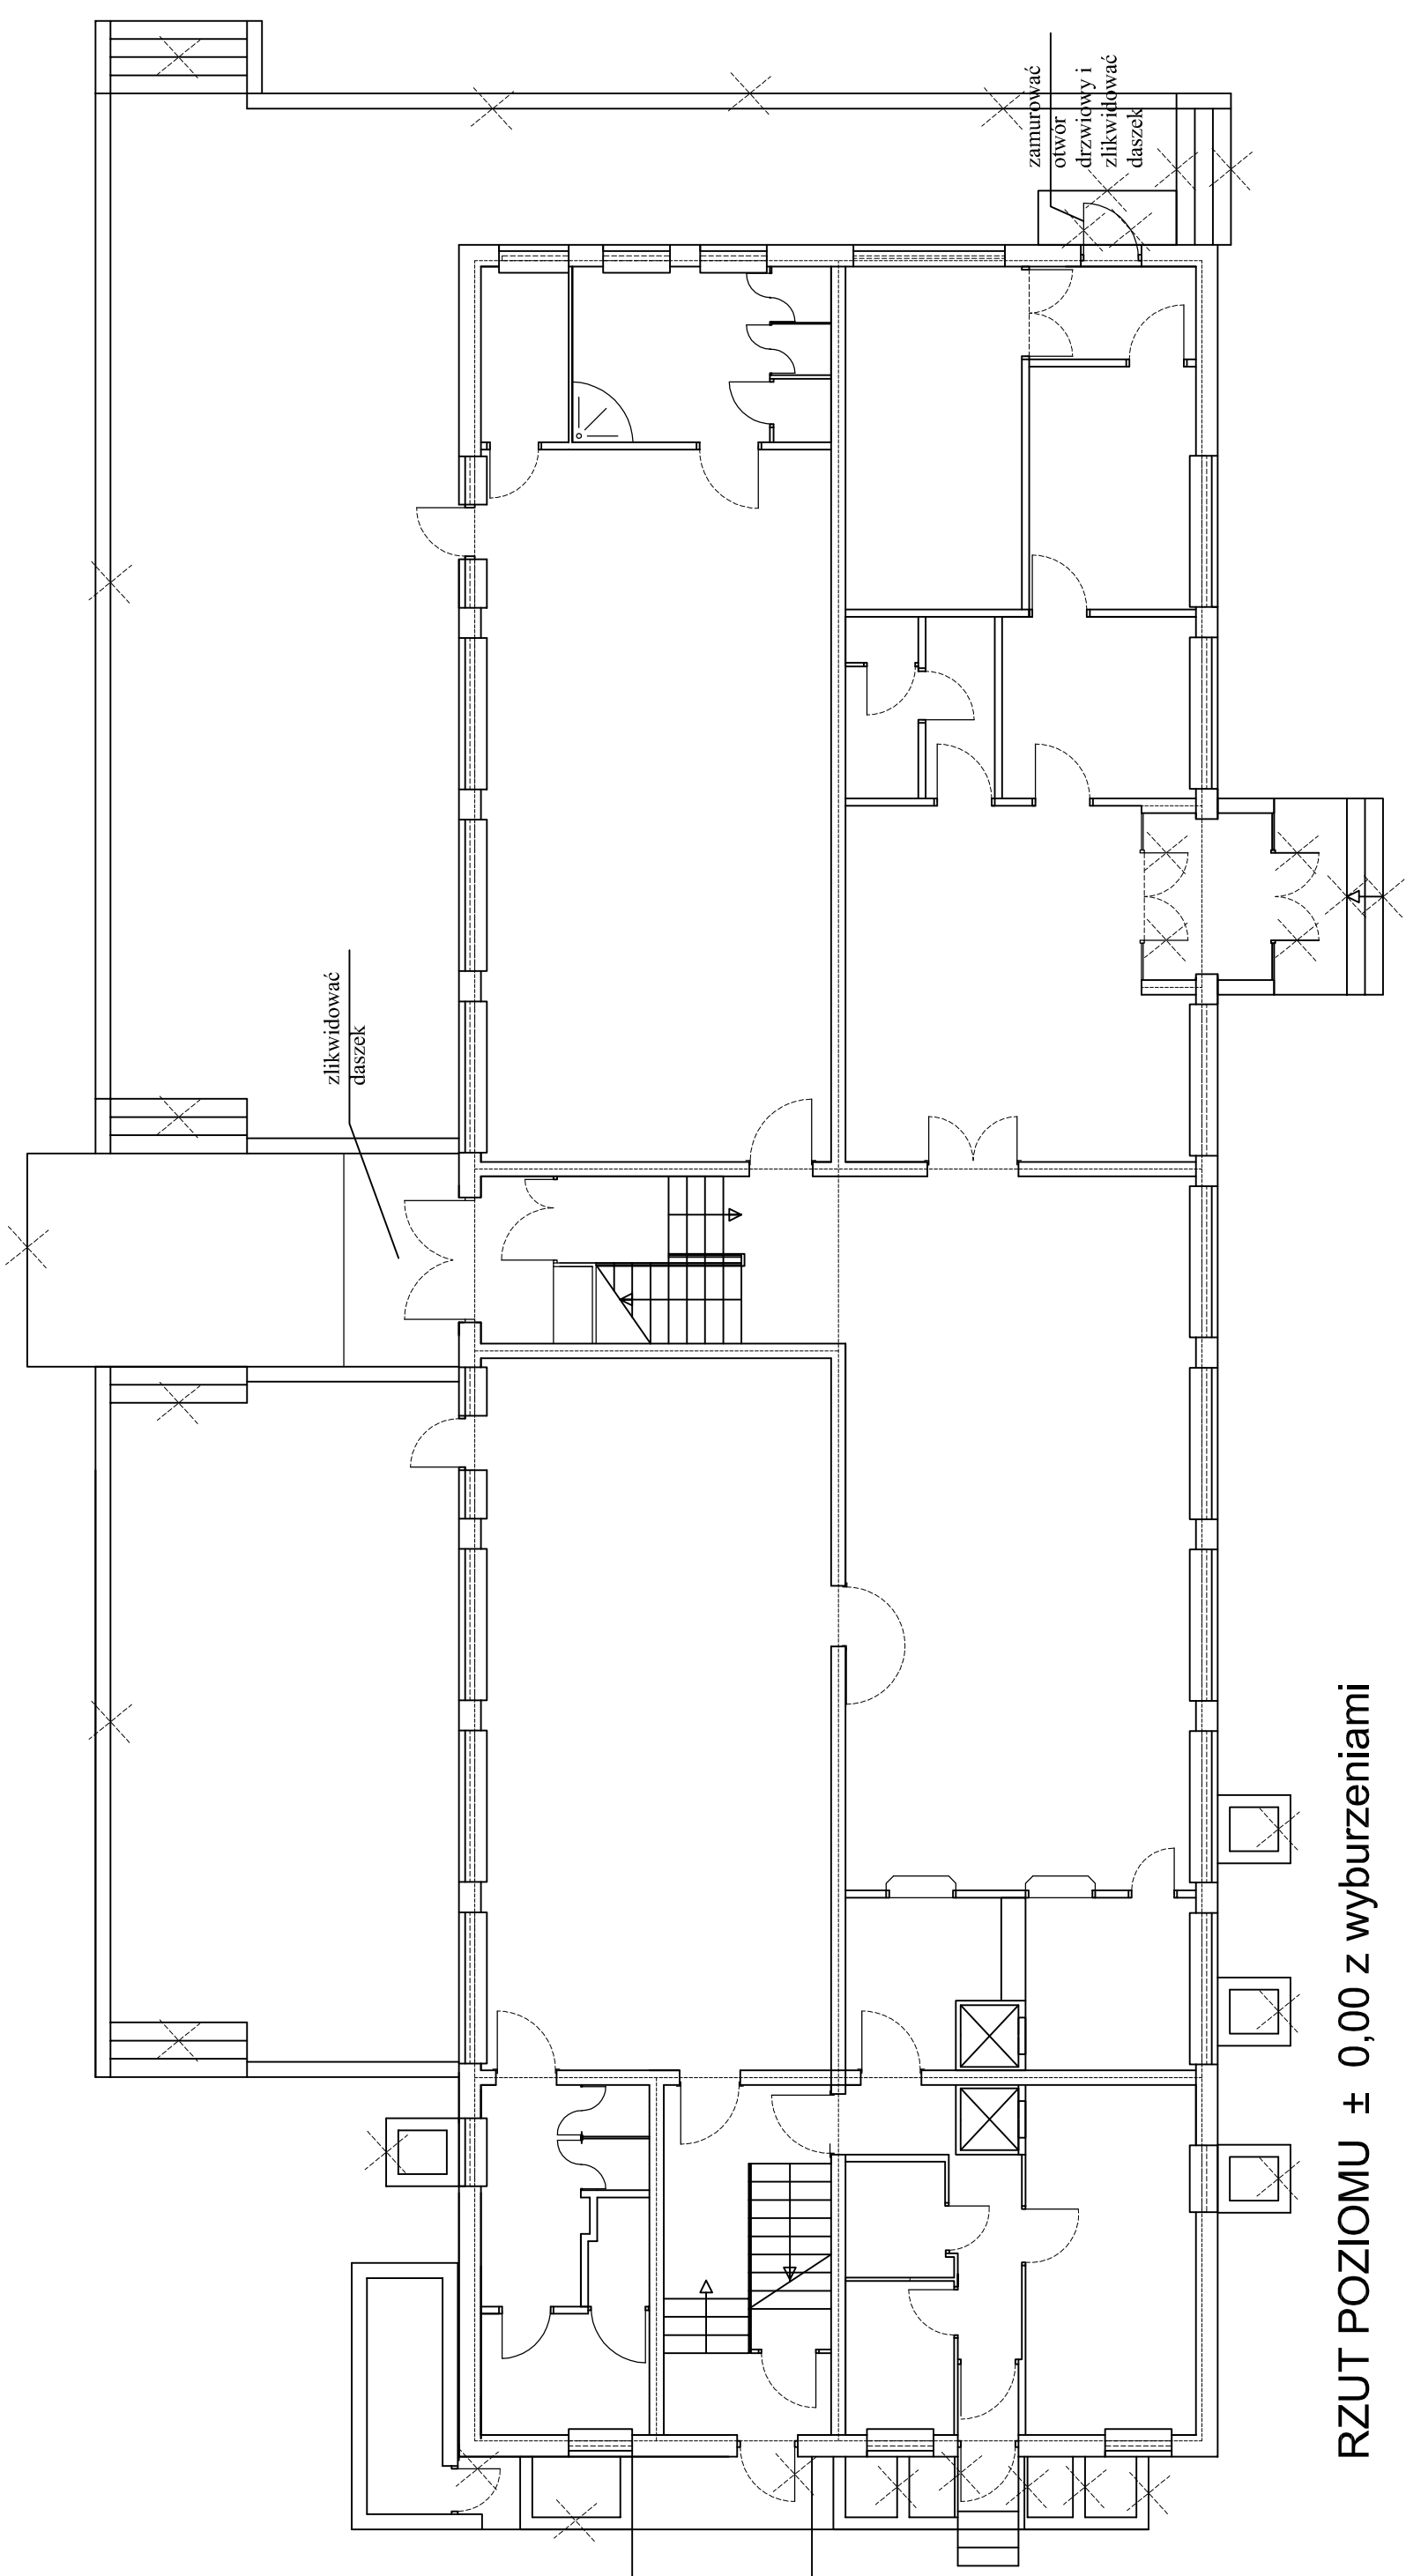 zamurować
otwór
drzwiowy i
zlikwidować
daszek
zlikwidować
daszek
RZUT POZIOMU ± 0,00 z wyburzeniami